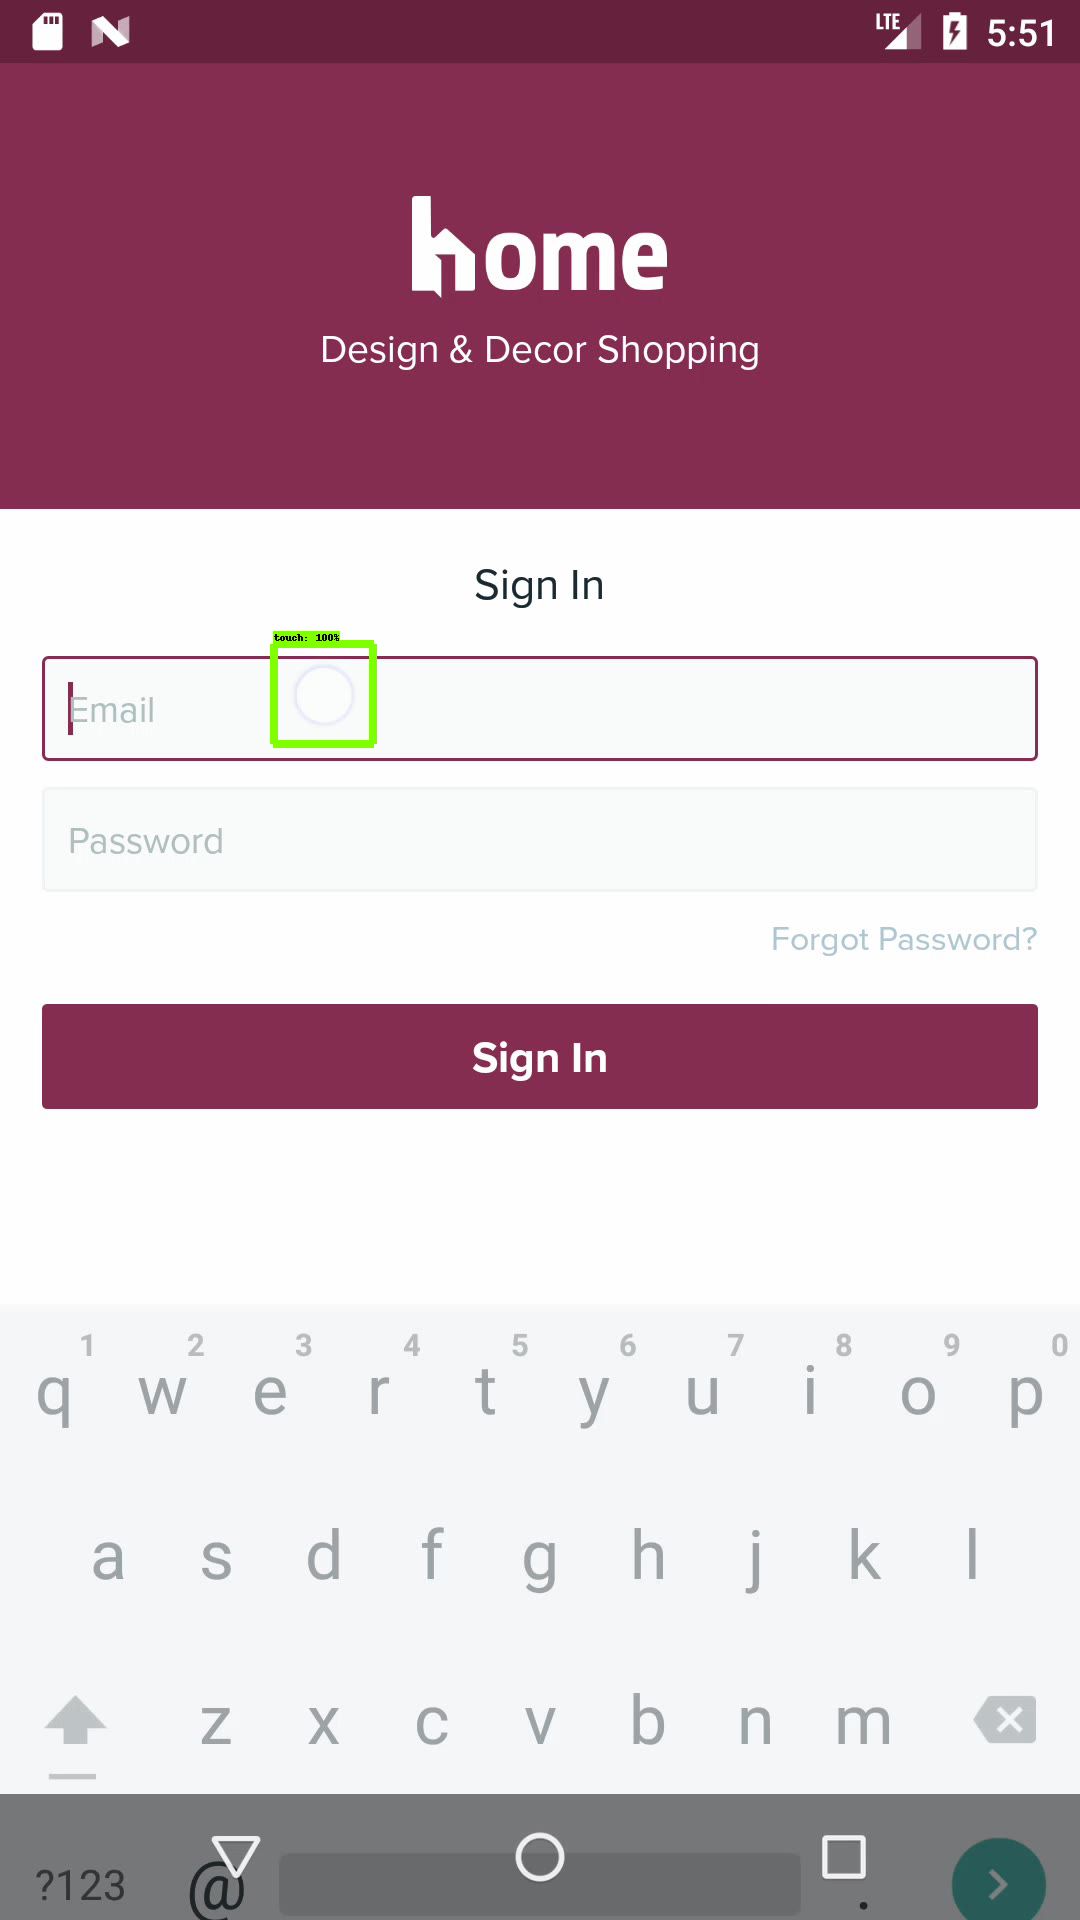 LTE 5:51
home
Design & Decor Shopping
Sign In
touch: 100%
Email
Password
Forgot Password?
Sign In
1 2 3 4 5 6 7 8 9 0
q w e r t y u i o p
a s d f g h j k l
z x c v b n m
?123 @ .